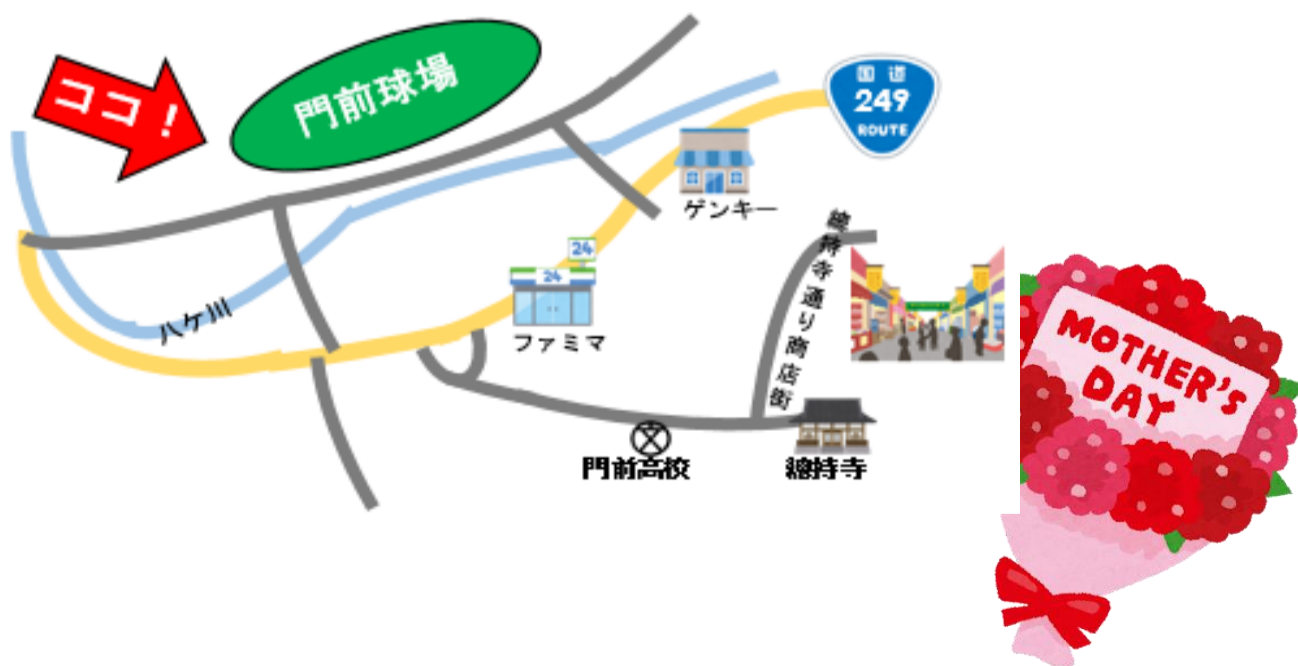 ココ！
門前球場
国道
249
ROUTE
ゲンキー
24
24
ファミマ
八ケ川
總持寺通り商店街
門前高校
總持寺
MOTHER's
DAY